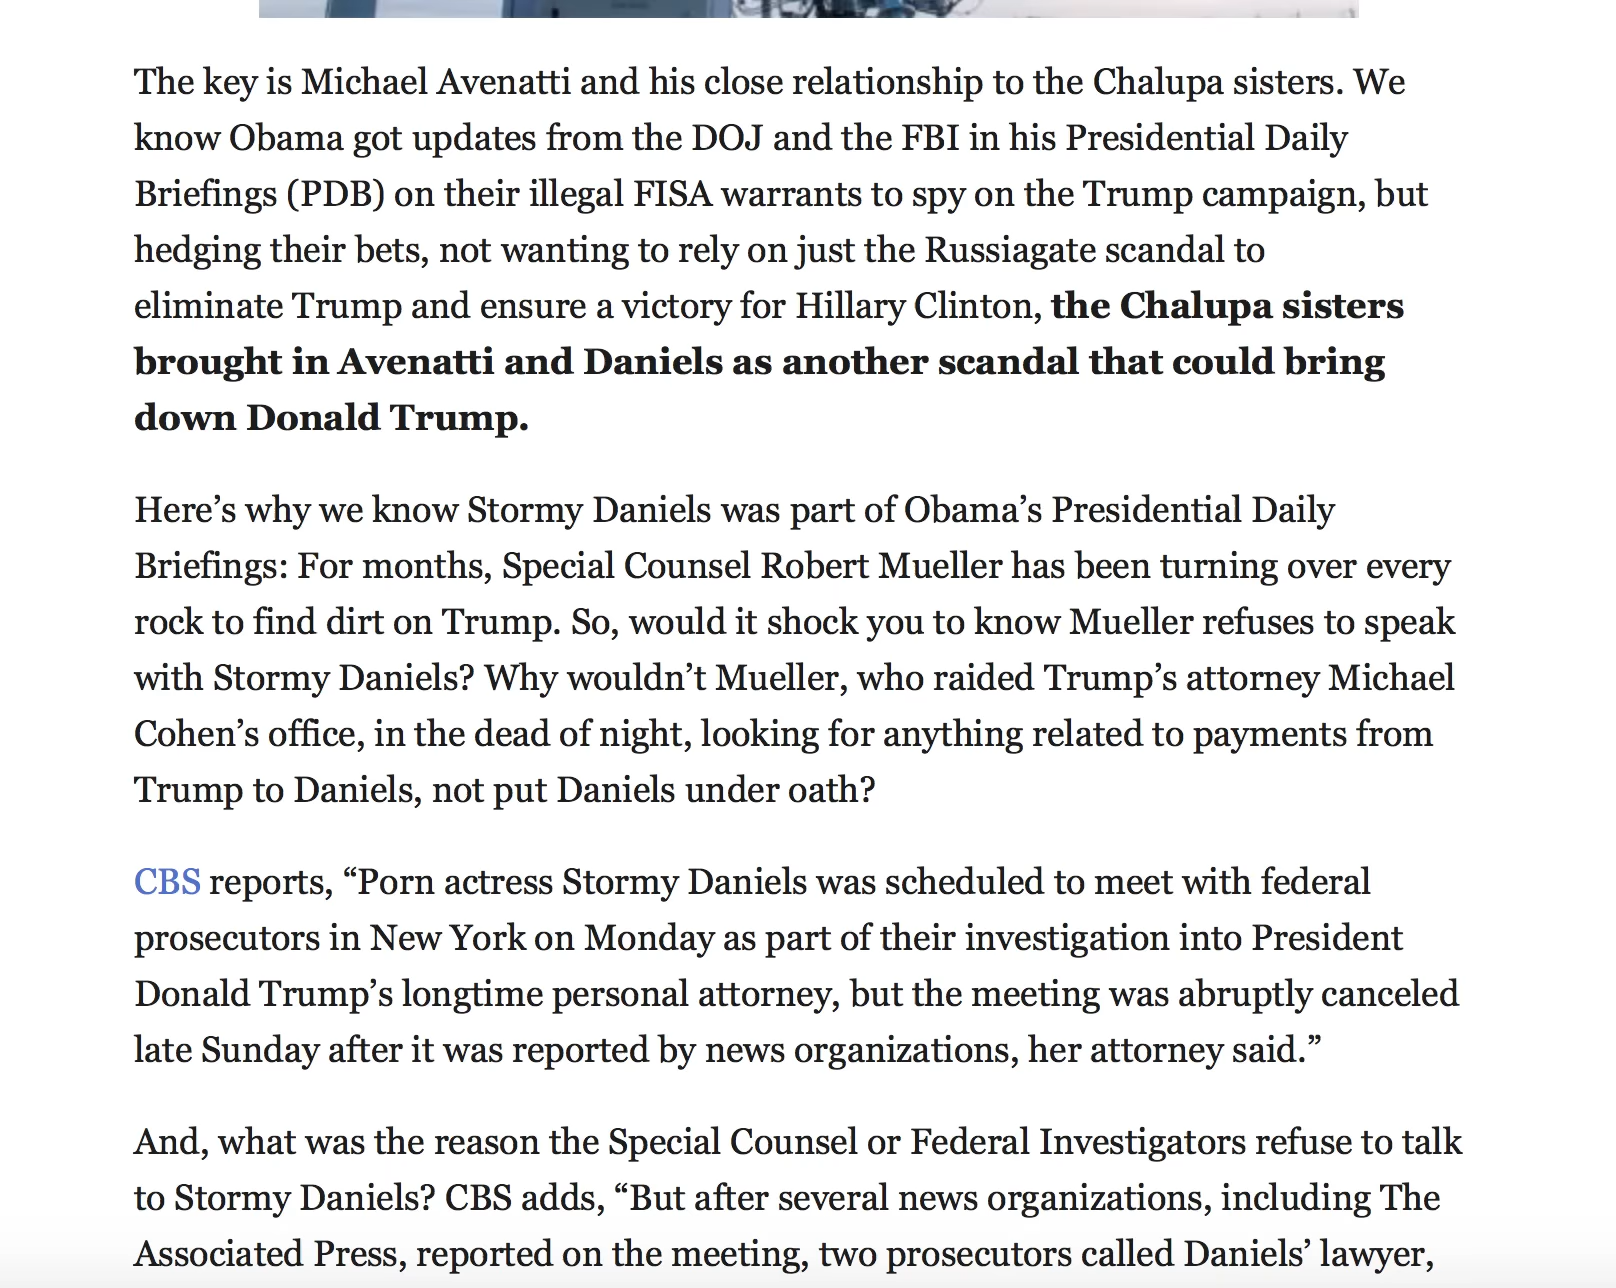 The key is Michael Avenatti and his close relationship to the Chalupa sisters. We
know Obama got updates from the DOJ and the FBI in his Presidential Daily
Briefings (PDB) on their illegal FISA warrants to spy on the Trump campaign, but
hedging their bets, not wanting to rely on just the Russiagate scandal to
eliminate Trump and ensure a victory for Hillary Clinton, the Chalupa sisters
brought in Avenatti and Daniels as another scandal that could bring
down Donald Trump.
Here’s why we know Stormy Daniels was part of Obama’s Presidential Daily
Briefings: For months, Special Counsel Robert Mueller has been turning over every
rock to find dirt on Trump. So, would it shock you to know Mueller refuses to speak
with Stormy Daniels? Why wouldn’t Mueller, who raided Trump’s attorney Michael
Cohen’s office, in the dead of night, looking for anything related to payments from
Trump to Daniels, not put Daniels under oath?
CBS reports, “Porn actress Stormy Daniels was scheduled to meet with federal
prosecutors in New York on Monday as part of their investigation into President
Donald Trump’s longtime personal attorney, but the meeting was abruptly canceled
late Sunday after it was reported by news organizations, her attorney said.”
And, what was the reason the Special Counsel or Federal Investigators refuse to talk
to Stormy Daniels? CBS adds, “But after several news organizations, including The
Associated Press, reported on the meeting, two prosecutors called Daniels’ lawyer,